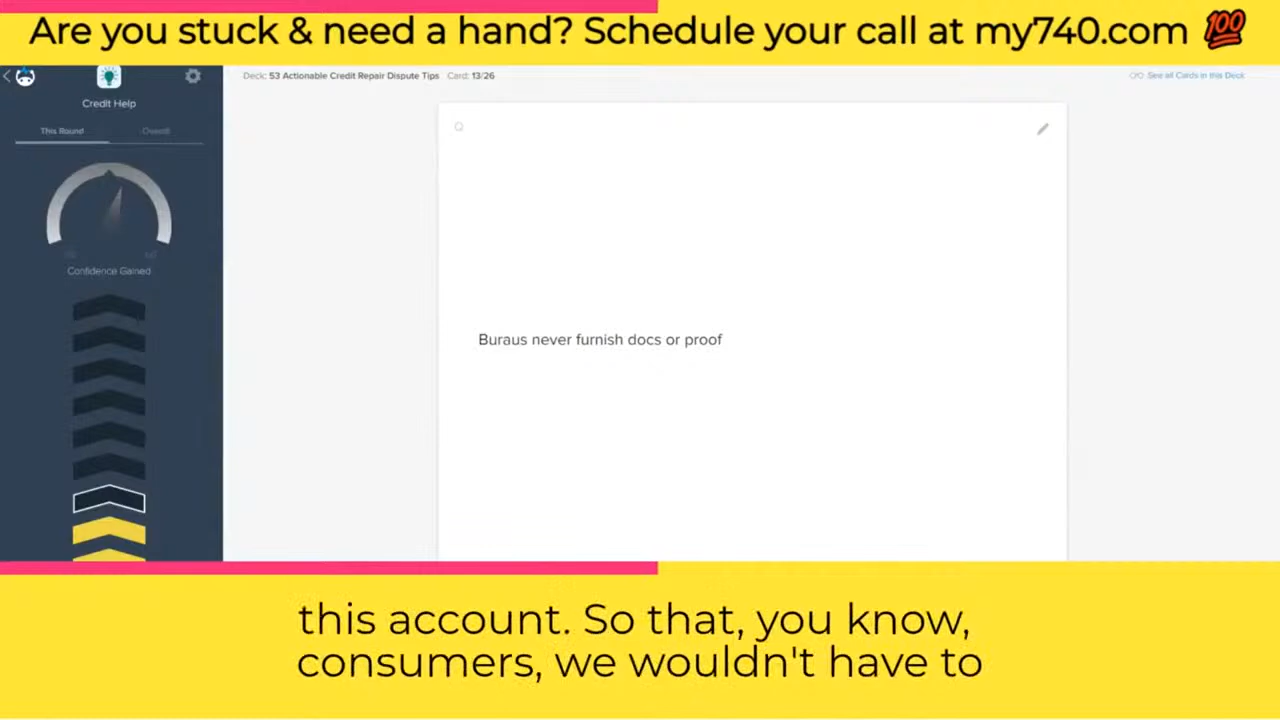 Are you stuck & need a hand? Schedule your call at my740.com 💯
Credit Help
This Round
Overall
Confidence Gained
Deck: 53 Actionable Credit Repair Dispute Tips Card: 13/26
See all Cards in this Deck
Buraus never furnish docs or proof
this account. So that, you know,
consumers, we wouldn't have to